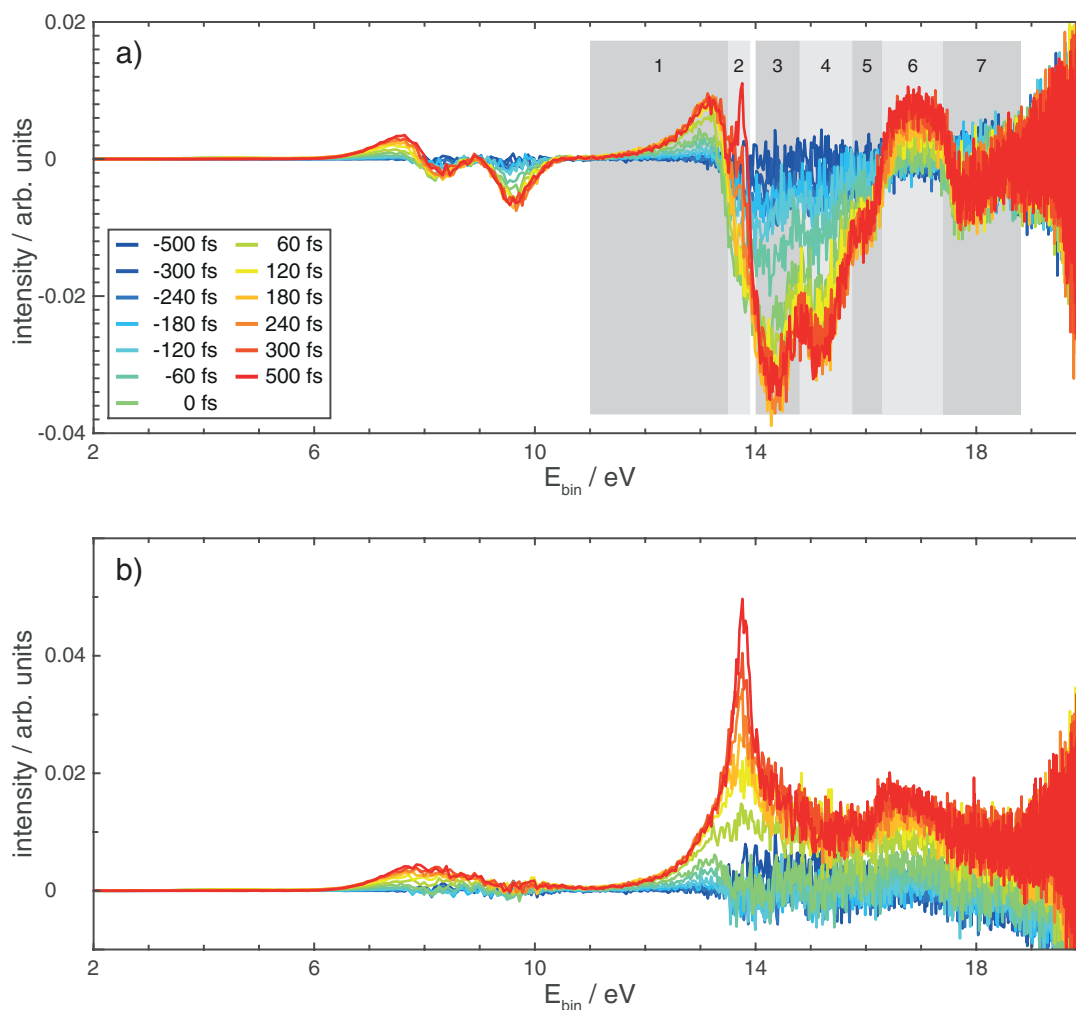 0.02
a)
1 2 3 4 5 6 7
0
intensity / arb. units
-500 fs 60 fs
-300 fs 120 fs
-240 fs 180 fs
-180 fs 240 fs
-120 fs 300 fs
-60 fs 500 fs
0 fs
-0.02
-0.04
2 6 10 14 18
E_bin / eV
b)
0.04
intensity / arb. units
0.02
0
2 6 10 14 18
E_bin / eV